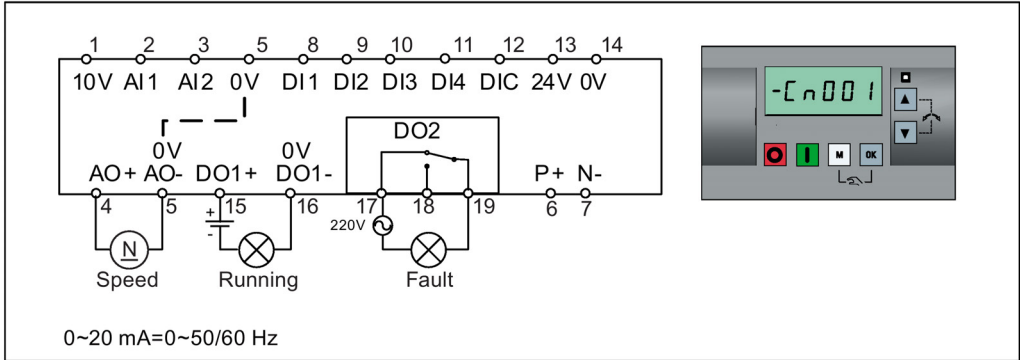 1 2 3 5 8 9 10 11 12 13 14
10V AI1 AI2 0V DI1 DI2 DI3 DI4 DIC 24V 0V
-Cn001
DO2
0V 0V
AO+ AO- DO1+ DO1- P+ N-
4 5 15 16 17 18 19 6 7
+
-
220V
N
M OK
Speed Running Fault
0~20 mA=0~50/60 Hz